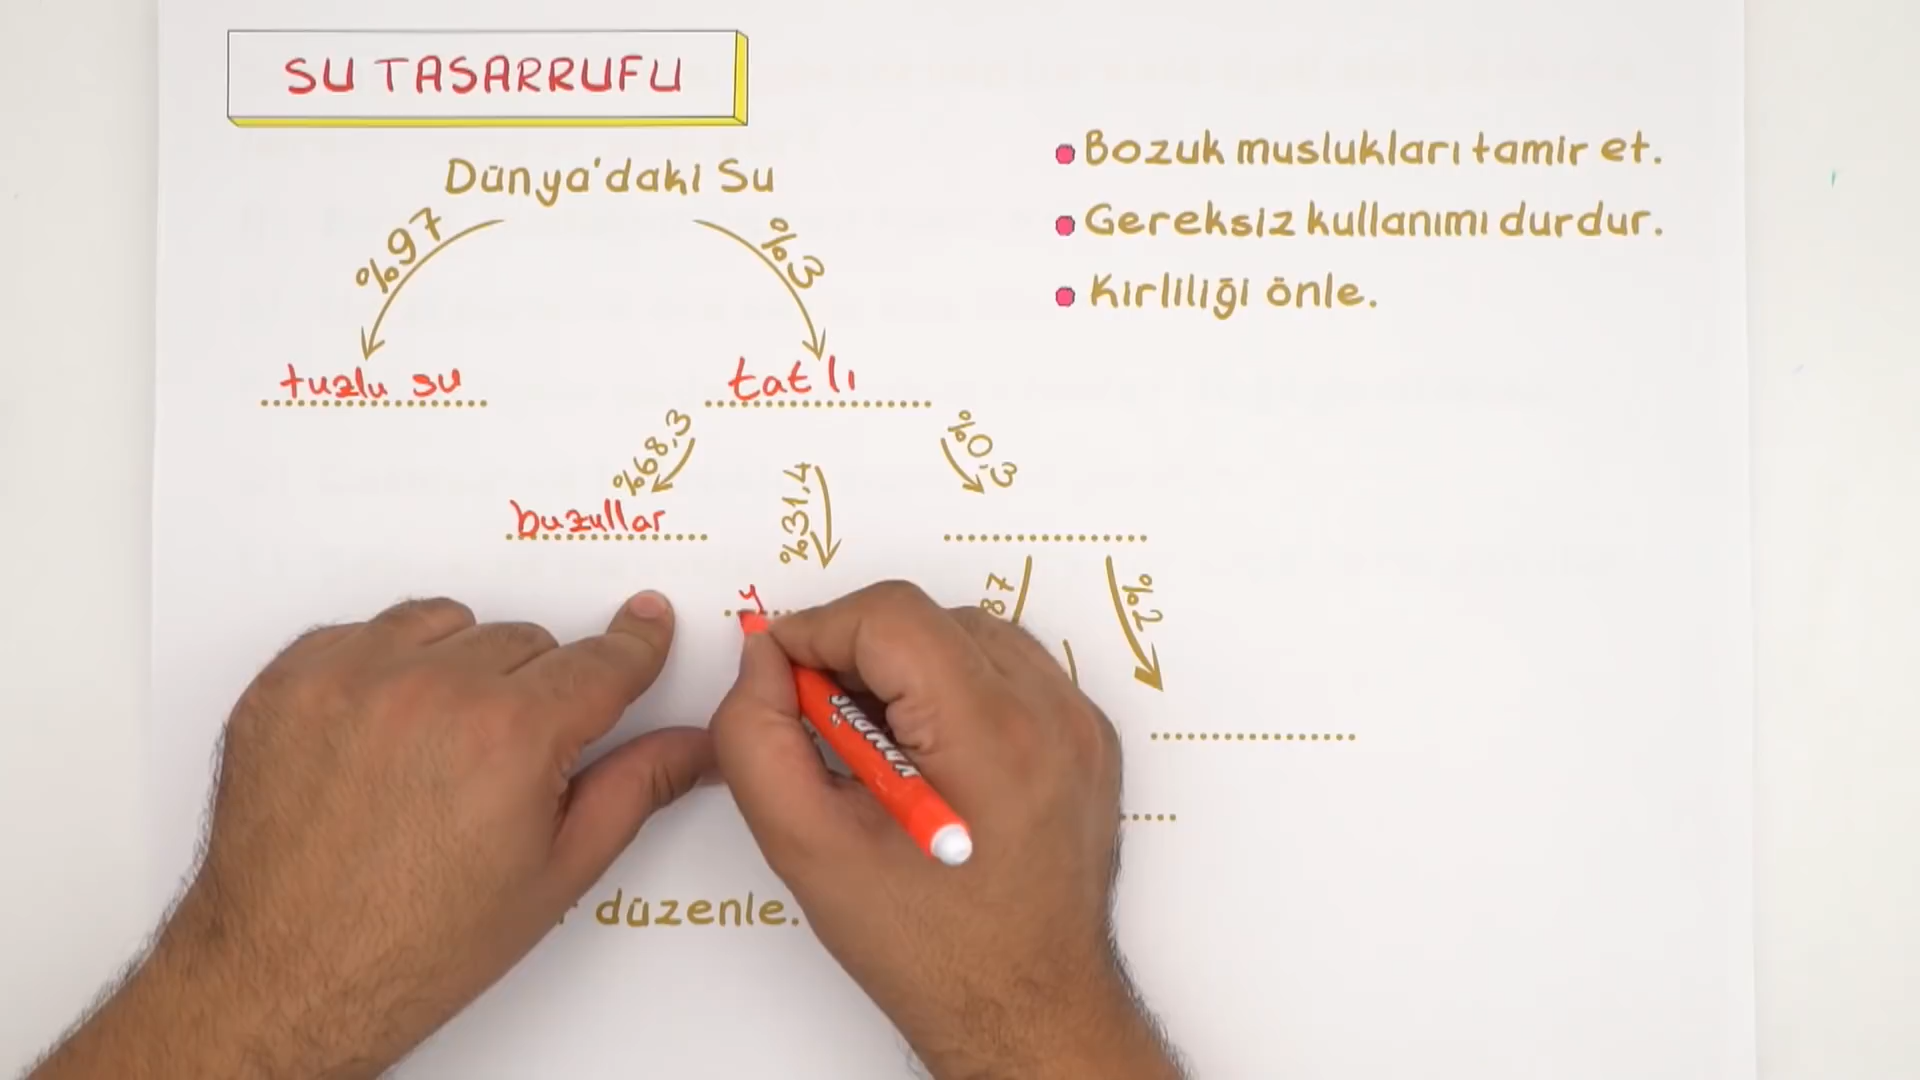 SU TASARRUFU
Dünya'daki Su
%97
%3
tuzlu su
tatlı
%68,3
%31,4
%0,3
buzullar
y
87
%2
düzenle.
Bozuk muslukları tamir et.
Gereksiz kullanımı durdur.
Kirliliği önle.